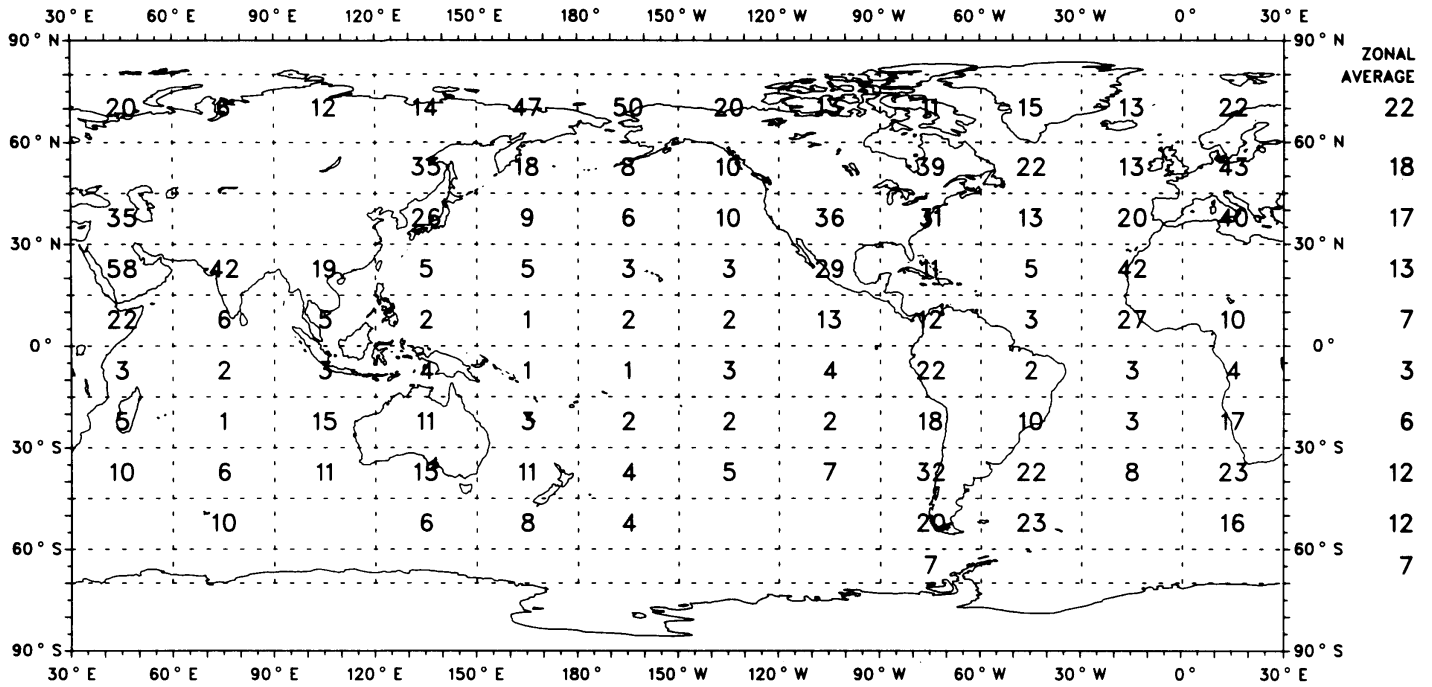 30° E 60° E 90° E 120° E 150° E 180° 150° W 120° W 90° W 60° W 30° W 0° 30° E
90° N 90° N
ZONAL
AVERAGE
20 6 12 14 47 50 20 15 11 15 13 22 22
60° N 60° N
35 18 8 10 39 22 13 43 18
35 26 9 6 10 36 31 13 20 40 17
30° N 30° N
58 42 19 5 5 3 3 29 11 5 42 13
22 6 5 2 1 2 2 13 12 3 27 10 7
0° 0°
3 2 3 4 1 1 3 4 22 2 3 4 3
5 1 15 11 3 2 2 2 18 10 3 17 6
30° S 30° S
10 6 11 15 11 4 5 7 32 22 8 23 12
10 6 8 4 20 23 16 12
60° S 60° S
7 7
90° S 90° S
30° E 60° E 90° E 120° E 150° E 180° 150° W 120° W 90° W 60° W 30° W 0° 30° E